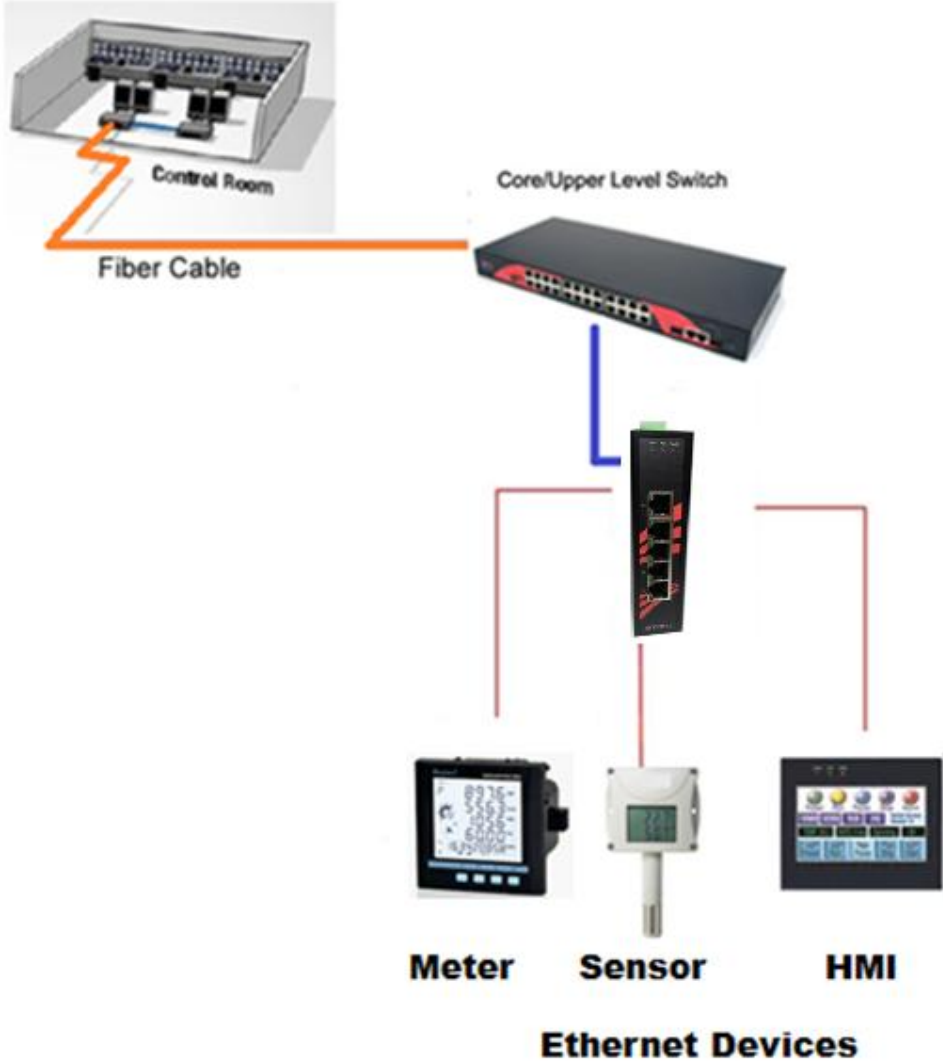 Control Room
Core/Upper Level Switch
Fiber Cable
Meter
Sensor
HMI
Ethernet Devices